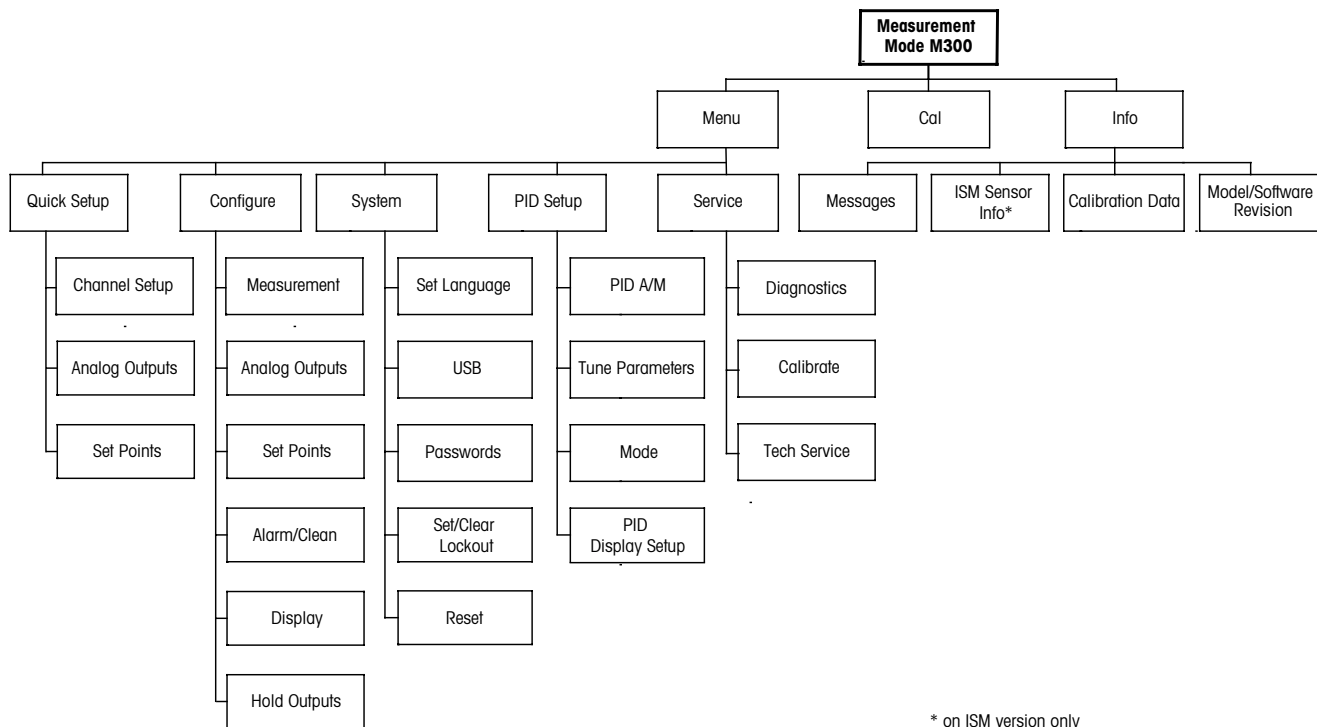 Measurement
Mode M300
Menu
Cal
Info
Quick Setup
Configure
System
PID Setup
Service
Messages
ISM Sensor
Info*
Calibration Data
Model/Software
Revision
Channel Setup
Measurement
Set Language
PID A/M
Diagnostics
Analog Outputs
Analog Outputs
USB
Tune Parameters
Calibrate
Set Points
Set Points
Passwords
Mode
Tech Service
Alarm/Clean
Set/Clear
Lockout
PID
Display Setup
Display
Reset
Hold Outputs
* on ISM version only